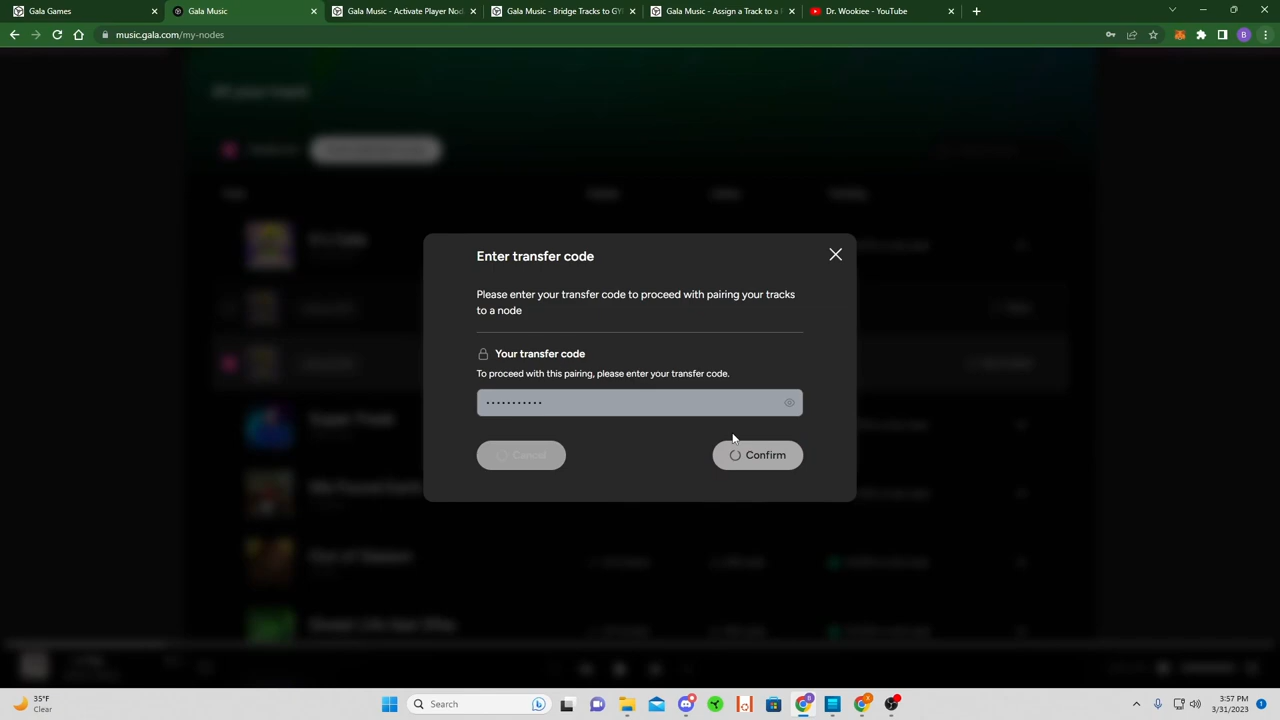 Gala Games
Gala Music
Gala Music - Activate Player Nod
Gala Music - Bridge Tracks to GY
Gala Music - Assign a Track to a
Dr. Wookiee - YouTube
music.gala.com/my-nodes
B
Enter transfer code
Please enter your transfer code to proceed with pairing your tracks
to a node
Your transfer code
To proceed with this pairing, please enter your transfer code.
Cancel
Confirm
35°F
Clear
Search
3:57 PM
3/31/2023